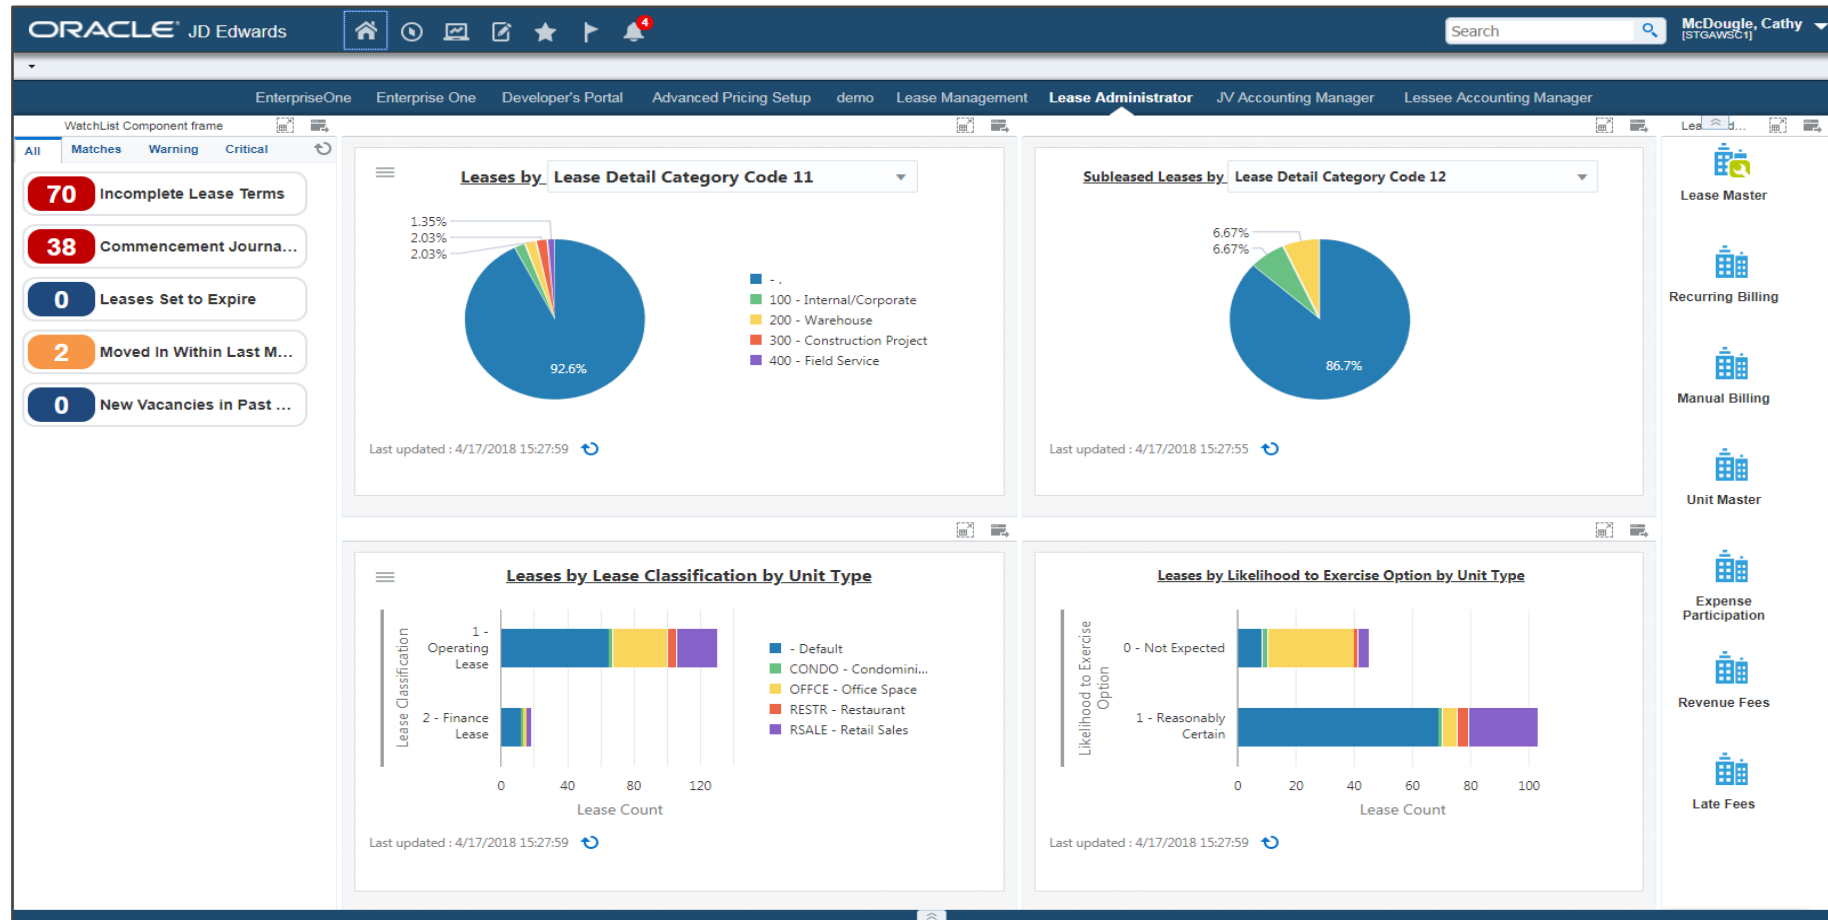 ORACLE JD Edwards
4
Search
McDougle, Cathy
[STGAWSC1]
EnterpriseOne Enterprise One Developer's Portal Advanced Pricing Setup demo Lease Management Lease Administrator JV Accounting Manager Lessee Accounting Manager
WatchList Component frame
All Matches Warning Critical
70 Incomplete Lease Terms
38 Commencement Journa...
0 Leases Set to Expire
2 Moved In Within Last M...
0 New Vacancies in Past ...
Leases by Lease Detail Category Code 11
1.35%
2.03%
2.03%
92.6%
- .
100 - Internal/Corporate
200 - Warehouse
300 - Construction Project
400 - Field Service
Last updated : 4/17/2018 15:27:59
Subleased Leases by Lease Detail Category Code 12
6.67%
6.67%
86.7%
Last updated : 4/17/2018 15:27:55
Leases by Lease Classification by Unit Type
Lease Classification
1 -
Operating
Lease
2 - Finance
Lease
0 40 80 120
Lease Count
- Default
CONDO - Condomini...
OFFCE - Office Space
RESTR - Restaurant
RSALE - Retail Sales
Last updated : 4/17/2018 15:27:59
Leases by Likelihood to Exercise Option by Unit Type
Likelihood to Exercise
Option
0 - Not Expected
1 - Reasonably
Certain
0 20 40 60 80 100
Lease Count
Last updated : 4/17/2018 15:27:59
Lease Master
Recurring Billing
Manual Billing
Unit Master
Expense
Participation
Revenue Fees
Late Fees